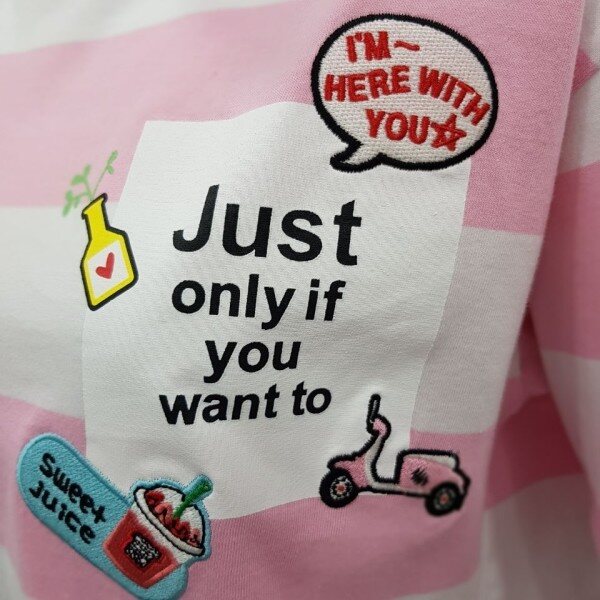 I'M~
HERE WITH
YOU☆
Just
only if
you
want to
Sweet
Juice